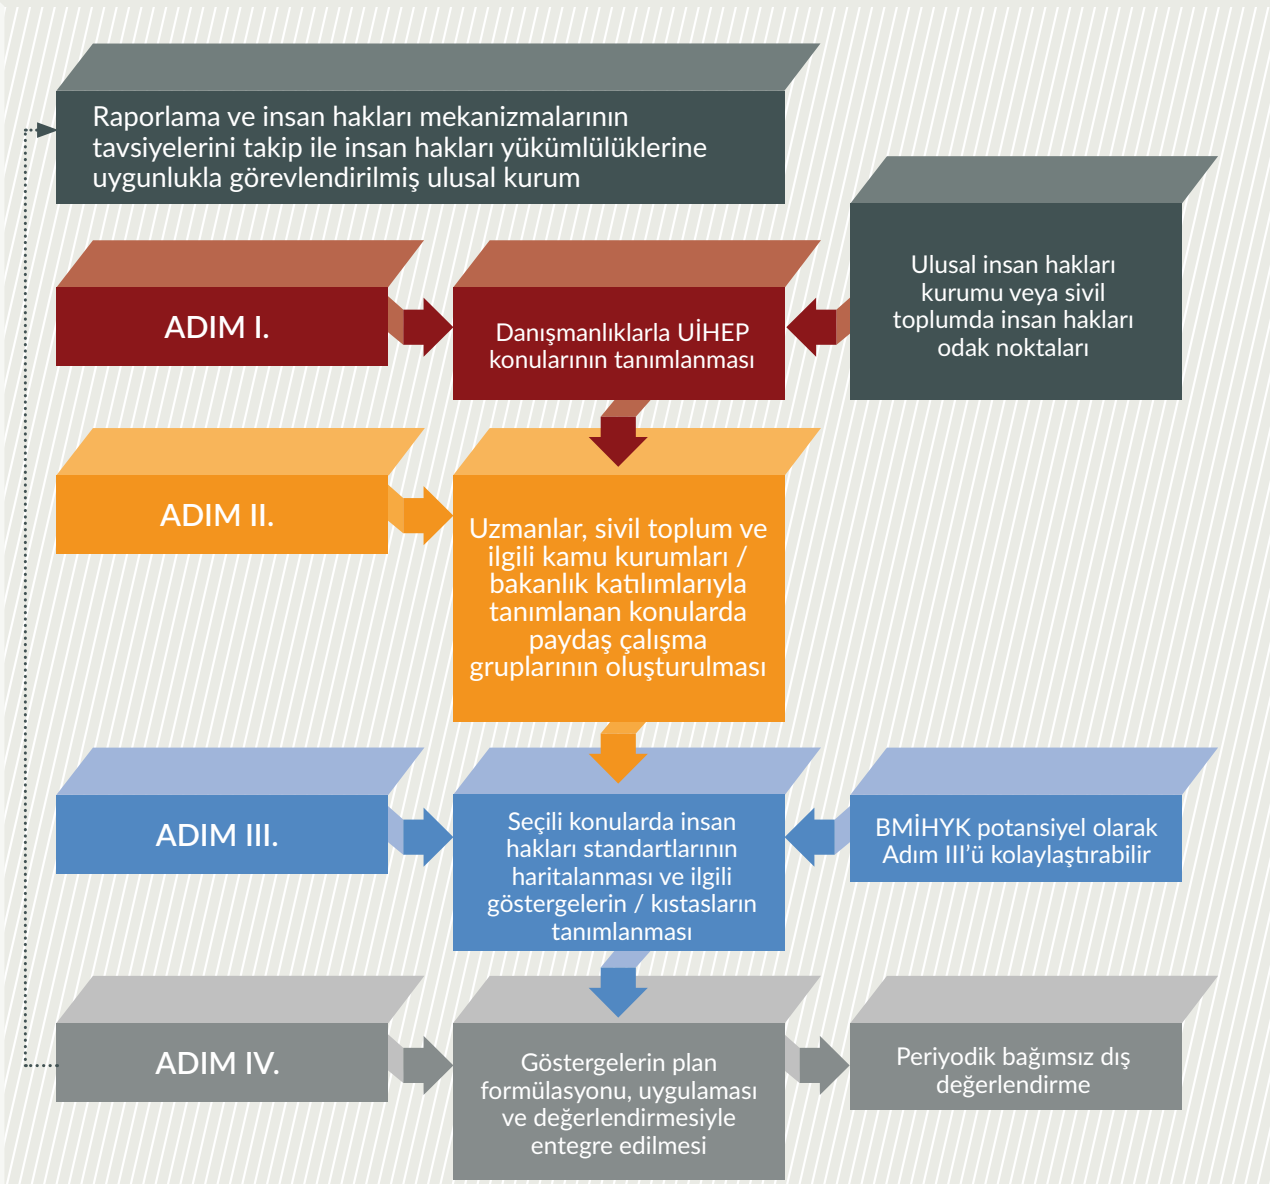 Raporlama ve insan hakları mekanizmalarının
tavsiyelerini takip ile insan hakları yükümlülüklerine
uygunlukla görevlendirilmiş ulusal kurum
Ulusal insan hakları
kurumu veya sivil
toplumda insan hakları
odak noktaları
ADIM I.
Danışmanlıklarla UİHEP
konularının tanımlanması
ADIM II.
Uzmanlar, sivil toplum ve
ilgili kamu kurumları /
bakanlık katılımlarıyla
tanımlanan konularda
paydaş çalışma
gruplarının oluşturulması
ADIM III.
Seçili konularda insan
hakları standartlarının
haritalanması ve ilgili
göstergelerin / kıstasların
tanımlanması
BMİHYK potansiyel olarak
Adım III’ü kolaylaştırabilir
ADIM IV.
Göstergelerin plan
formülasyonu, uygulaması
ve değerlendirmesiyle
entegre edilmesi
Periyodik bağımsız dış
değerlendirme